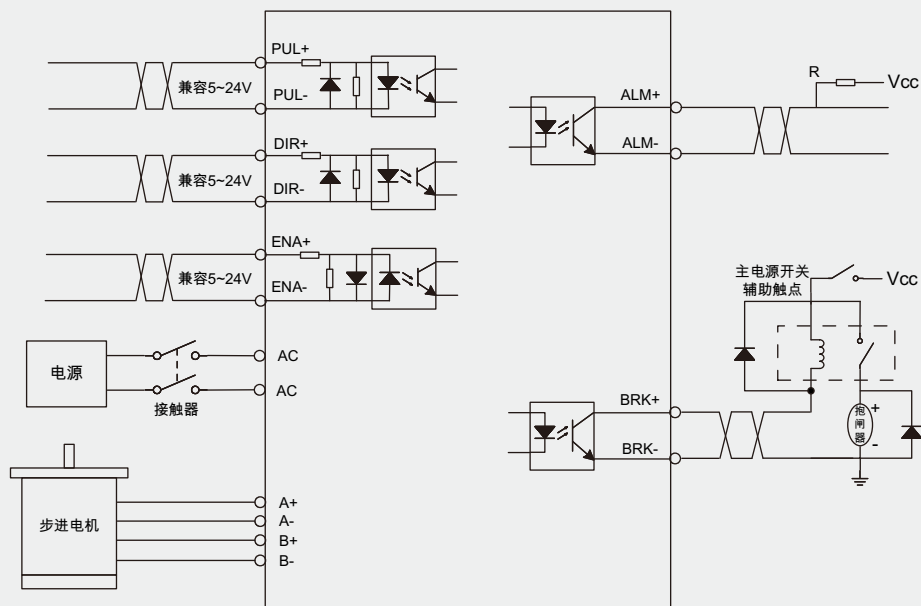 PUL+
兼容5~24V
PUL-
DIR+
兼容5~24V
DIR-
ENA+
兼容5~24V
ENA-
电源
AC
AC
接触器
步进电机
A+
A-
B+
B-
ALM+
ALM-
R
Vcc
主电源开关
辅助触点
Vcc
BRK+
BRK-
抱
闸
器
+
-